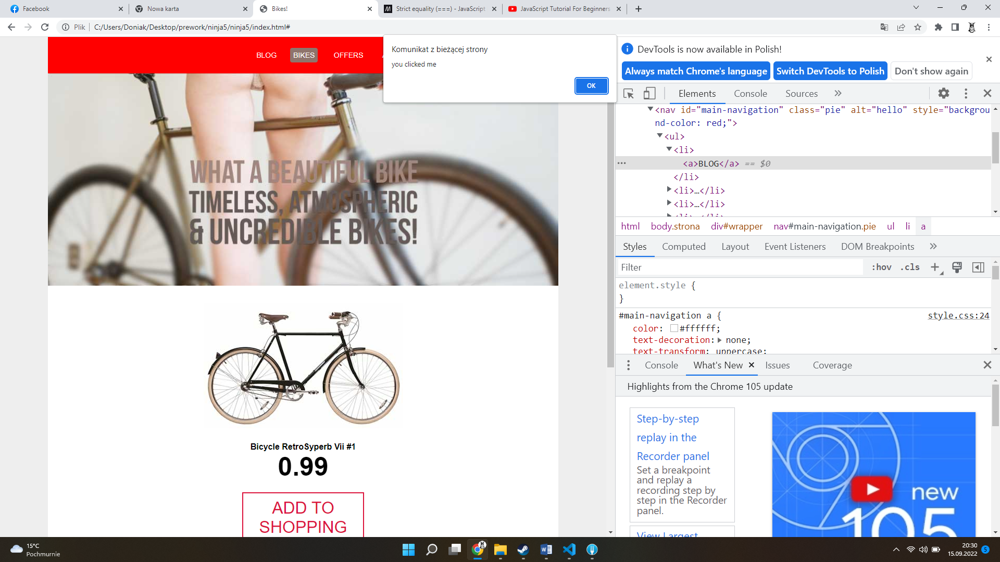 Facebook
Nowa karta
Bikes!
Strict equality (===) - JavaScript
JavaScript Tutorial For Beginners
Plik
C:/Users/Doniak/Desktop/prework/ninja5/ninja5/index.html#
BLOG
BIKES
OFFERS
Komunikat z bieżącej strony
you clicked me
OK
WHAT A BEAUTIFUL BIKE
TIMELESS, ATMOSPHERIC
& UNCREDIBLE BIKES!
Bicycle RetroSyperb Vii #1
0.99
ADD TO
SHOPPING
DevTools is now available in Polish!
Always match Chrome's language
Switch DevTools to Polish
Don't show again
Elements
Console
Sources
<nav id="main-navigation" class="pie" alt="hello" style="backgrou
nd-color: red;">
<ul>
<li>
<a>BLOG</a> == $0
</li>
<li>…</li>
<li>…</li>
<li>…</li>
html
body.strona
div#wrapper
nav#main-navigation.pie
ul
li
a
Styles
Computed
Layout
Event Listeners
DOM Breakpoints
Filter
:hov
.cls
element.style {
}
#main-navigation a {
style.css:24
color: #ffffff;
text-decoration: none;
text-transform: uppercase;
Console
What's New
Issues
Coverage
Highlights from the Chrome 105 update
Step-by-step
replay in the
Recorder panel
Set a breakpoint
and replay a
recording step by
step in the Recorder
panel.
View Largest
new
105
15°C
Pochmurnie
20:30
15.09.2022
5